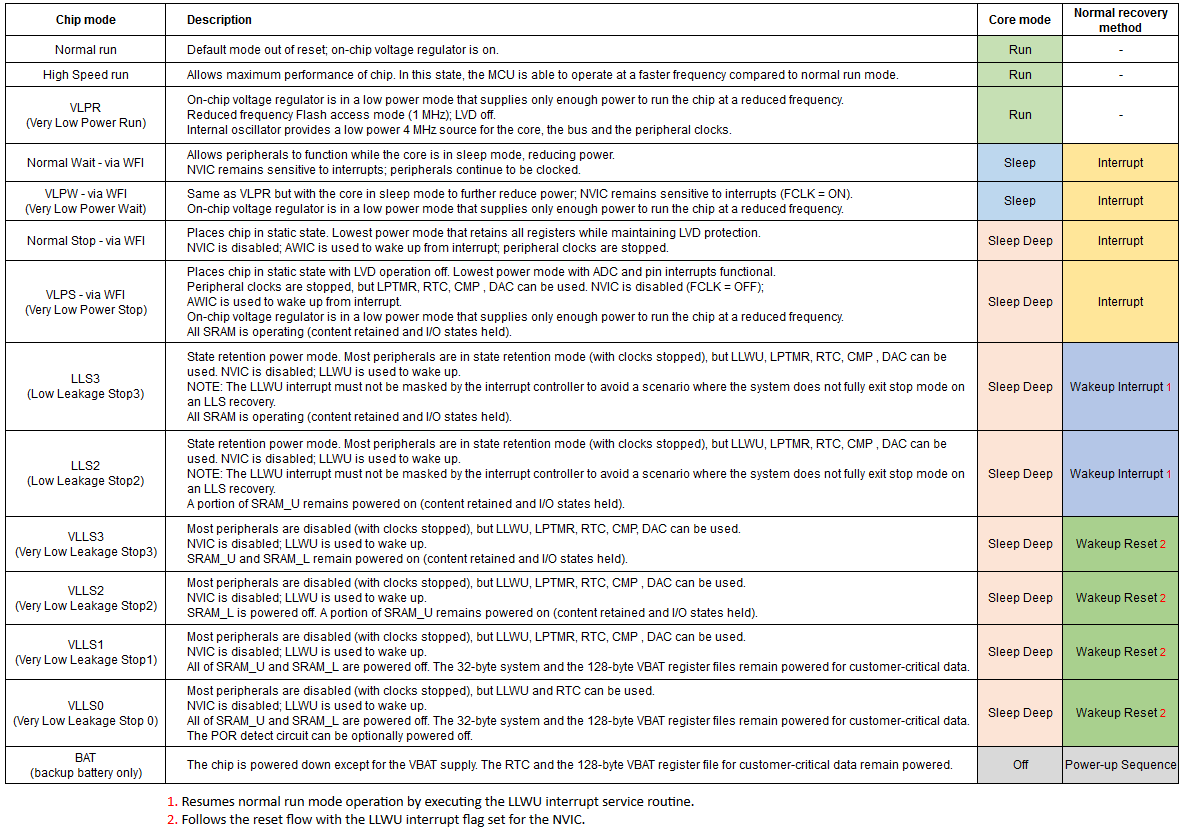 Chip mode
Description
Core mode
Normal recovery
method
Normal run
Default mode out of reset; on-chip voltage regulator is on.
Run
-
High Speed run
Allows maximum performance of chip. In this state, the MCU is able to operate at a faster frequency compared to normal run mode.
Run
-
VLPR
(Very Low Power Run)
On-chip voltage regulator is in a low power mode that supplies only enough power to run the chip at a reduced frequency.
Reduced frequency Flash access mode (1 MHz); LVD off.
Internal oscillator provides a low power 4 MHz source for the core, the bus and the peripheral clocks.
Run
-
Normal Wait - via WFI
Allows peripherals to function while the core is in sleep mode, reducing power.
NVIC remains sensitive to interrupts; peripherals continue to be clocked.
Sleep
Interrupt
VLPW - via WFI
(Very Low Power Wait)
Same as VLPR but with the core in sleep mode to further reduce power; NVIC remains sensitive to interrupts (FCLK = ON).
On-chip voltage regulator is in a low power mode that supplies only enough power to run the chip at a reduced frequency.
Sleep
Interrupt
Normal Stop - via WFI
Places chip in static state. Lowest power mode that retains all registers while maintaining LVD protection.
NVIC is disabled; AWIC is used to wake up from interrupt; peripheral clocks are stopped.
Sleep Deep
Interrupt
VLPS - via WFI
(Very Low Power Stop)
Places chip in static state with LVD operation off. Lowest power mode with ADC and pin interrupts functional.
Peripheral clocks are stopped, but LPTMR, RTC, CMP , DAC can be used. NVIC is disabled (FCLK = OFF);
AWIC is used to wake up from interrupt.
On-chip voltage regulator is in a low power mode that supplies only enough power to run the chip at a reduced frequency.
All SRAM is operating (content retained and I/O states held).
Sleep Deep
Interrupt
LLS3
(Low Leakage Stop3)
State retention power mode. Most peripherals are in state retention mode (with clocks stopped), but LLWU, LPTMR, RTC, CMP , DAC can be
used. NVIC is disabled; LLWU is used to wake up.
NOTE: The LLWU interrupt must not be masked by the interrupt controller to avoid a scenario where the system does not fully exit stop mode on
an LLS recovery.
All SRAM is operating (content retained and I/O states held).
Sleep Deep
Wakeup Interrupt 1
LLS2
(Low Leakage Stop2)
State retention power mode. Most peripherals are in state retention mode (with clocks stopped), but LLWU, LPTMR, RTC, CMP , DAC can be
used. NVIC is disabled; LLWU is used to wake up.
NOTE: The LLWU interrupt must not be masked by the interrupt controller to avoid a scenario where the system does not fully exit stop mode on
an LLS recovery.
A portion of SRAM_U remains powered on (content retained and I/O states held).
Sleep Deep
Wakeup Interrupt 1
VLLS3
(Very Low Leakage Stop3)
Most peripherals are disabled (with clocks stopped), but LLWU, LPTMR, RTC, CMP, DAC can be used.
NVIC is disabled; LLWU is used to wake up.
SRAM_U and SRAM_L remain powered on (content retained and I/O states held).
Sleep Deep
Wakeup Reset 2
VLLS2
(Very Low Leakage Stop2)
Most peripherals are disabled (with clocks stopped), but LLWU, LPTMR, RTC, CMP , DAC can be used.
NVIC is disabled; LLWU is used to wake up.
SRAM_L is powered off. A portion of SRAM_U remains powered on (content retained and I/O states held).
Sleep Deep
Wakeup Reset 2
VLLS1
(Very Low Leakage Stop1)
Most peripherals are disabled (with clocks stopped), but LLWU, LPTMR, RTC, CMP , DAC can be used.
NVIC is disabled; LLWU is used to wake up.
All of SRAM_U and SRAM_L are powered off. The 32-byte system and the 128-byte VBAT register files remain powered for customer-critical data.
Sleep Deep
Wakeup Reset 2
VLLS0
(Very Low Leakage Stop 0)
Most peripherals are disabled (with clocks stopped), but LLWU and RTC can be used.
NVIC is disabled; LLWU is used to wake up.
All of SRAM_U and SRAM_L are powered off. The 32-byte system and the 128-byte VBAT register files remain powered for customer-critical data.
The POR detect circuit can be optionally powered off.
Sleep Deep
Wakeup Reset 2
BAT
(backup battery only)
The chip is powered down except for the VBAT supply. The RTC and the 128-byte VBAT register file for customer-critical data remain powered.
Off
Power-up Sequence
1. Resumes normal run mode operation by executing the LLWU interrupt service routine.
2. Follows the reset flow with the LLWU interrupt flag set for the NVIC.